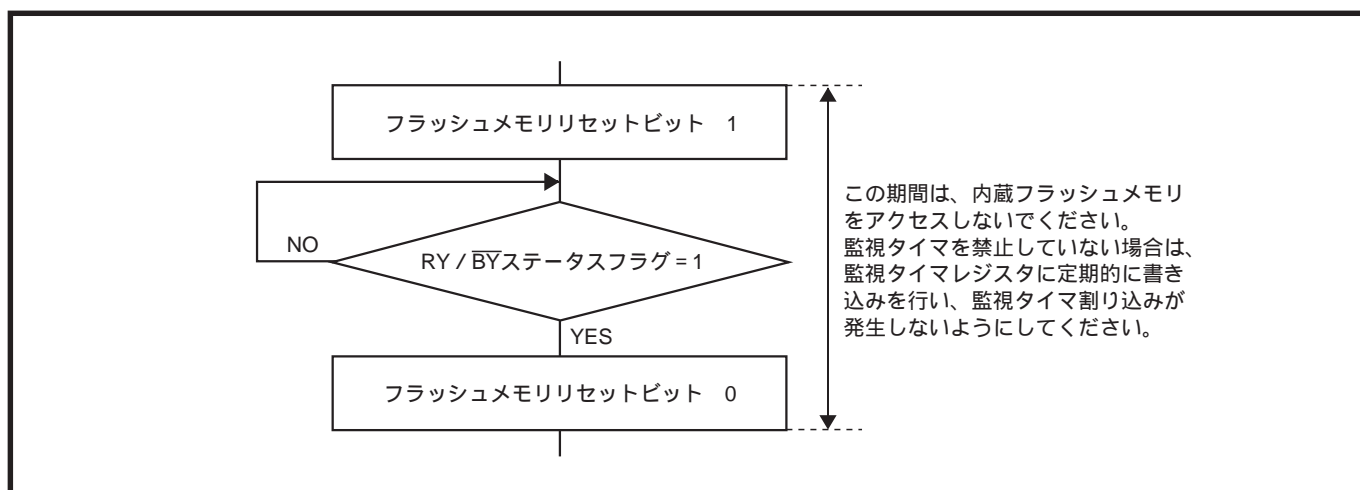 フラッシュメモリリセットビット　1
この期間は、内蔵フラッシュメモリ
をアクセスしないでください。
監視タイマを禁止していない場合は、
監視タイマレジスタに定期的に書き
込みを行い、監視タイマ割り込みが
発生しないようにしてください。
NO
RY / B̅Y̅ステータスフラグ = 1
YES
フラッシュメモリリセットビット　0